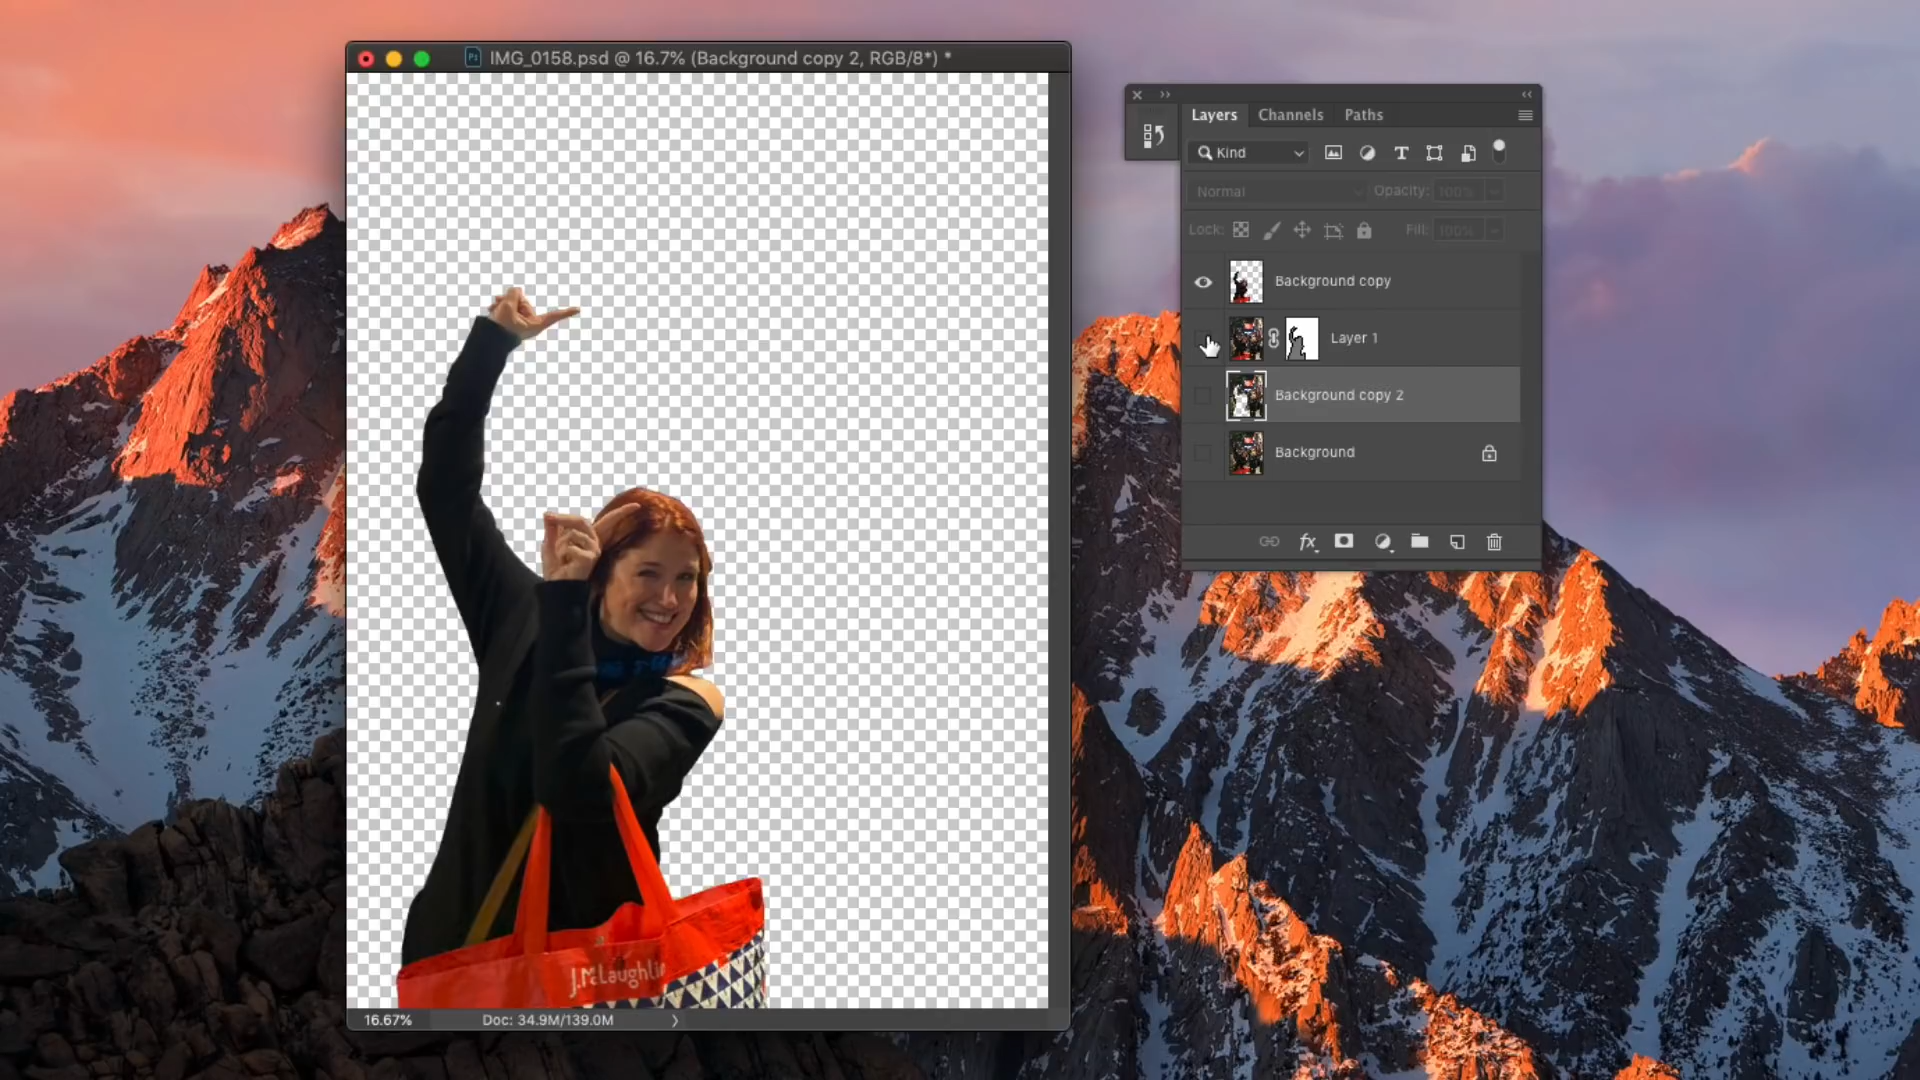 IMG_0158.psd @ 16.7% (Background copy 2, RGB/8*) *
Layers Channels Paths
Kind
Normal Opacity: 100%
Lock: Fill: 100%
Background copy
Layer 1
Background copy 2
Background
fx
J.McLaughlin
16.67% Doc: 34.9M/139.0M